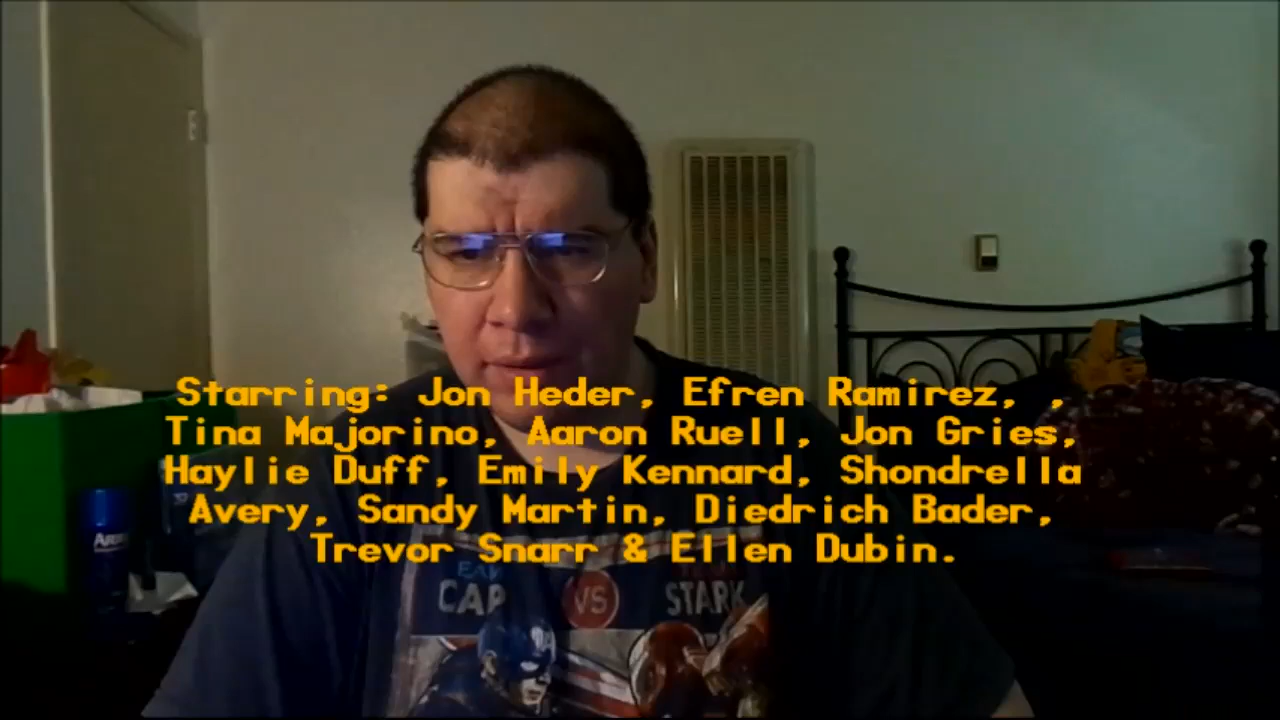 Starring: Jon Heder, Efren Ramirez, ,
Tina Majorino, Aaron Ruell, Jon Gries,
Haylie Duff, Emily Kennard, Shondrella
Avery, Sandy Martin, Diedrich Bader,
Trevor Snarr & Ellen Dubin.
CAP VS STARK